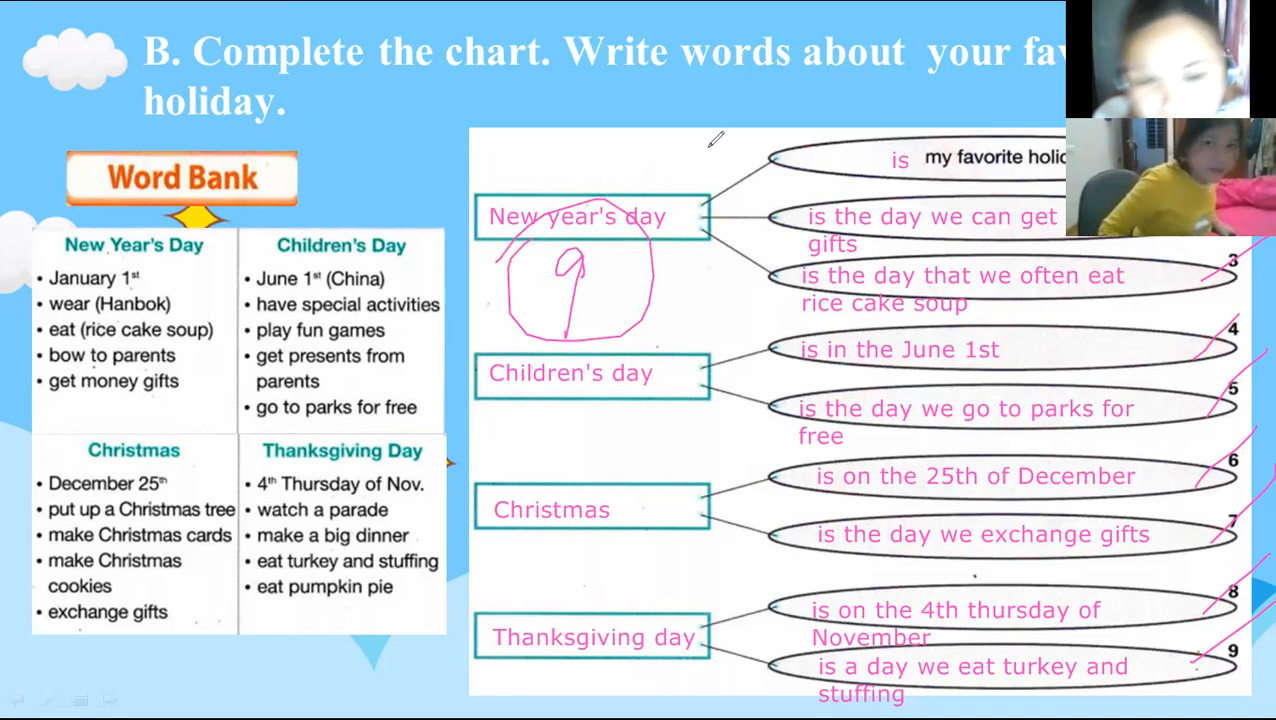 B. Complete the chart. Write words about your fav
holiday.
Word Bank
New Year's Day
• January 1st
• wear (Hanbok)
• eat (rice cake soup)
• bow to parents
• get money gifts
Children's Day
• June 1st (China)
• have special activities
• play fun games
• get presents from
parents
• go to parks for free
Christmas
• December 25th
• put up a Christmas tree
• make Christmas cards
• make Christmas
cookies
• exchange gifts
Thanksgiving Day
• 4th Thursday of Nov.
• watch a parade
• make a big dinner
• eat turkey and stuffing
• eat pumpkin pie
New year's day
9
is my favorite holid
is the day we can get
gifts
3
is the day that we often eat
rice cake soup
Children's day
4
is in the June 1st
5
is the day we go to parks for
free
Christmas
6
is on the 25th of December
7
is the day we exchange gifts
Thanksgiving day
8
is on the 4th thursday of
November
9
is a day we eat turkey and
stuffing